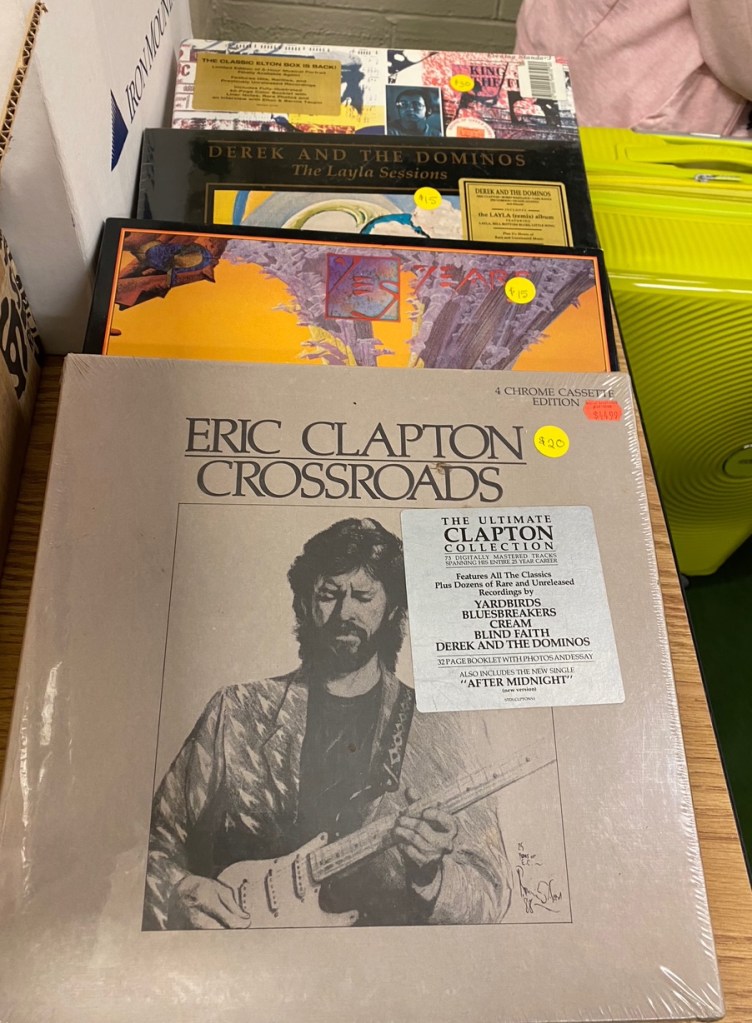 IRON MOUN
THE CLASSIC ELTON BOX IS BACK!
KING
$15
DEREK AND THE DOMINOS
The Layla Sessions
$15
DEREK AND THE DOMINOS
the LAYLA (remix) album
YES YEARS
$15
4 CHROME CASSETTE
EDITION
ERIC CLAPTON
CROSSROADS
$20
THE ULTIMATE
CLAPTON
COLLECTION
73 DIGITALLY MASTERED TRACKS
SPANNING HIS ENTIRE 25 YEAR CAREER
Features All The Classics
Plus Dozens of Rare and Unreleased
Recordings by
YARDBIRDS
BLUESBREAKERS
CREAM
BLIND FAITH
DEREK AND THE DOMINOS
32 PAGE BOOKLET WITH PHOTOS AND ESSAY
ALSO INCLUDES THE NEW SINGLE
"AFTER MIDNIGHT"
(new version)